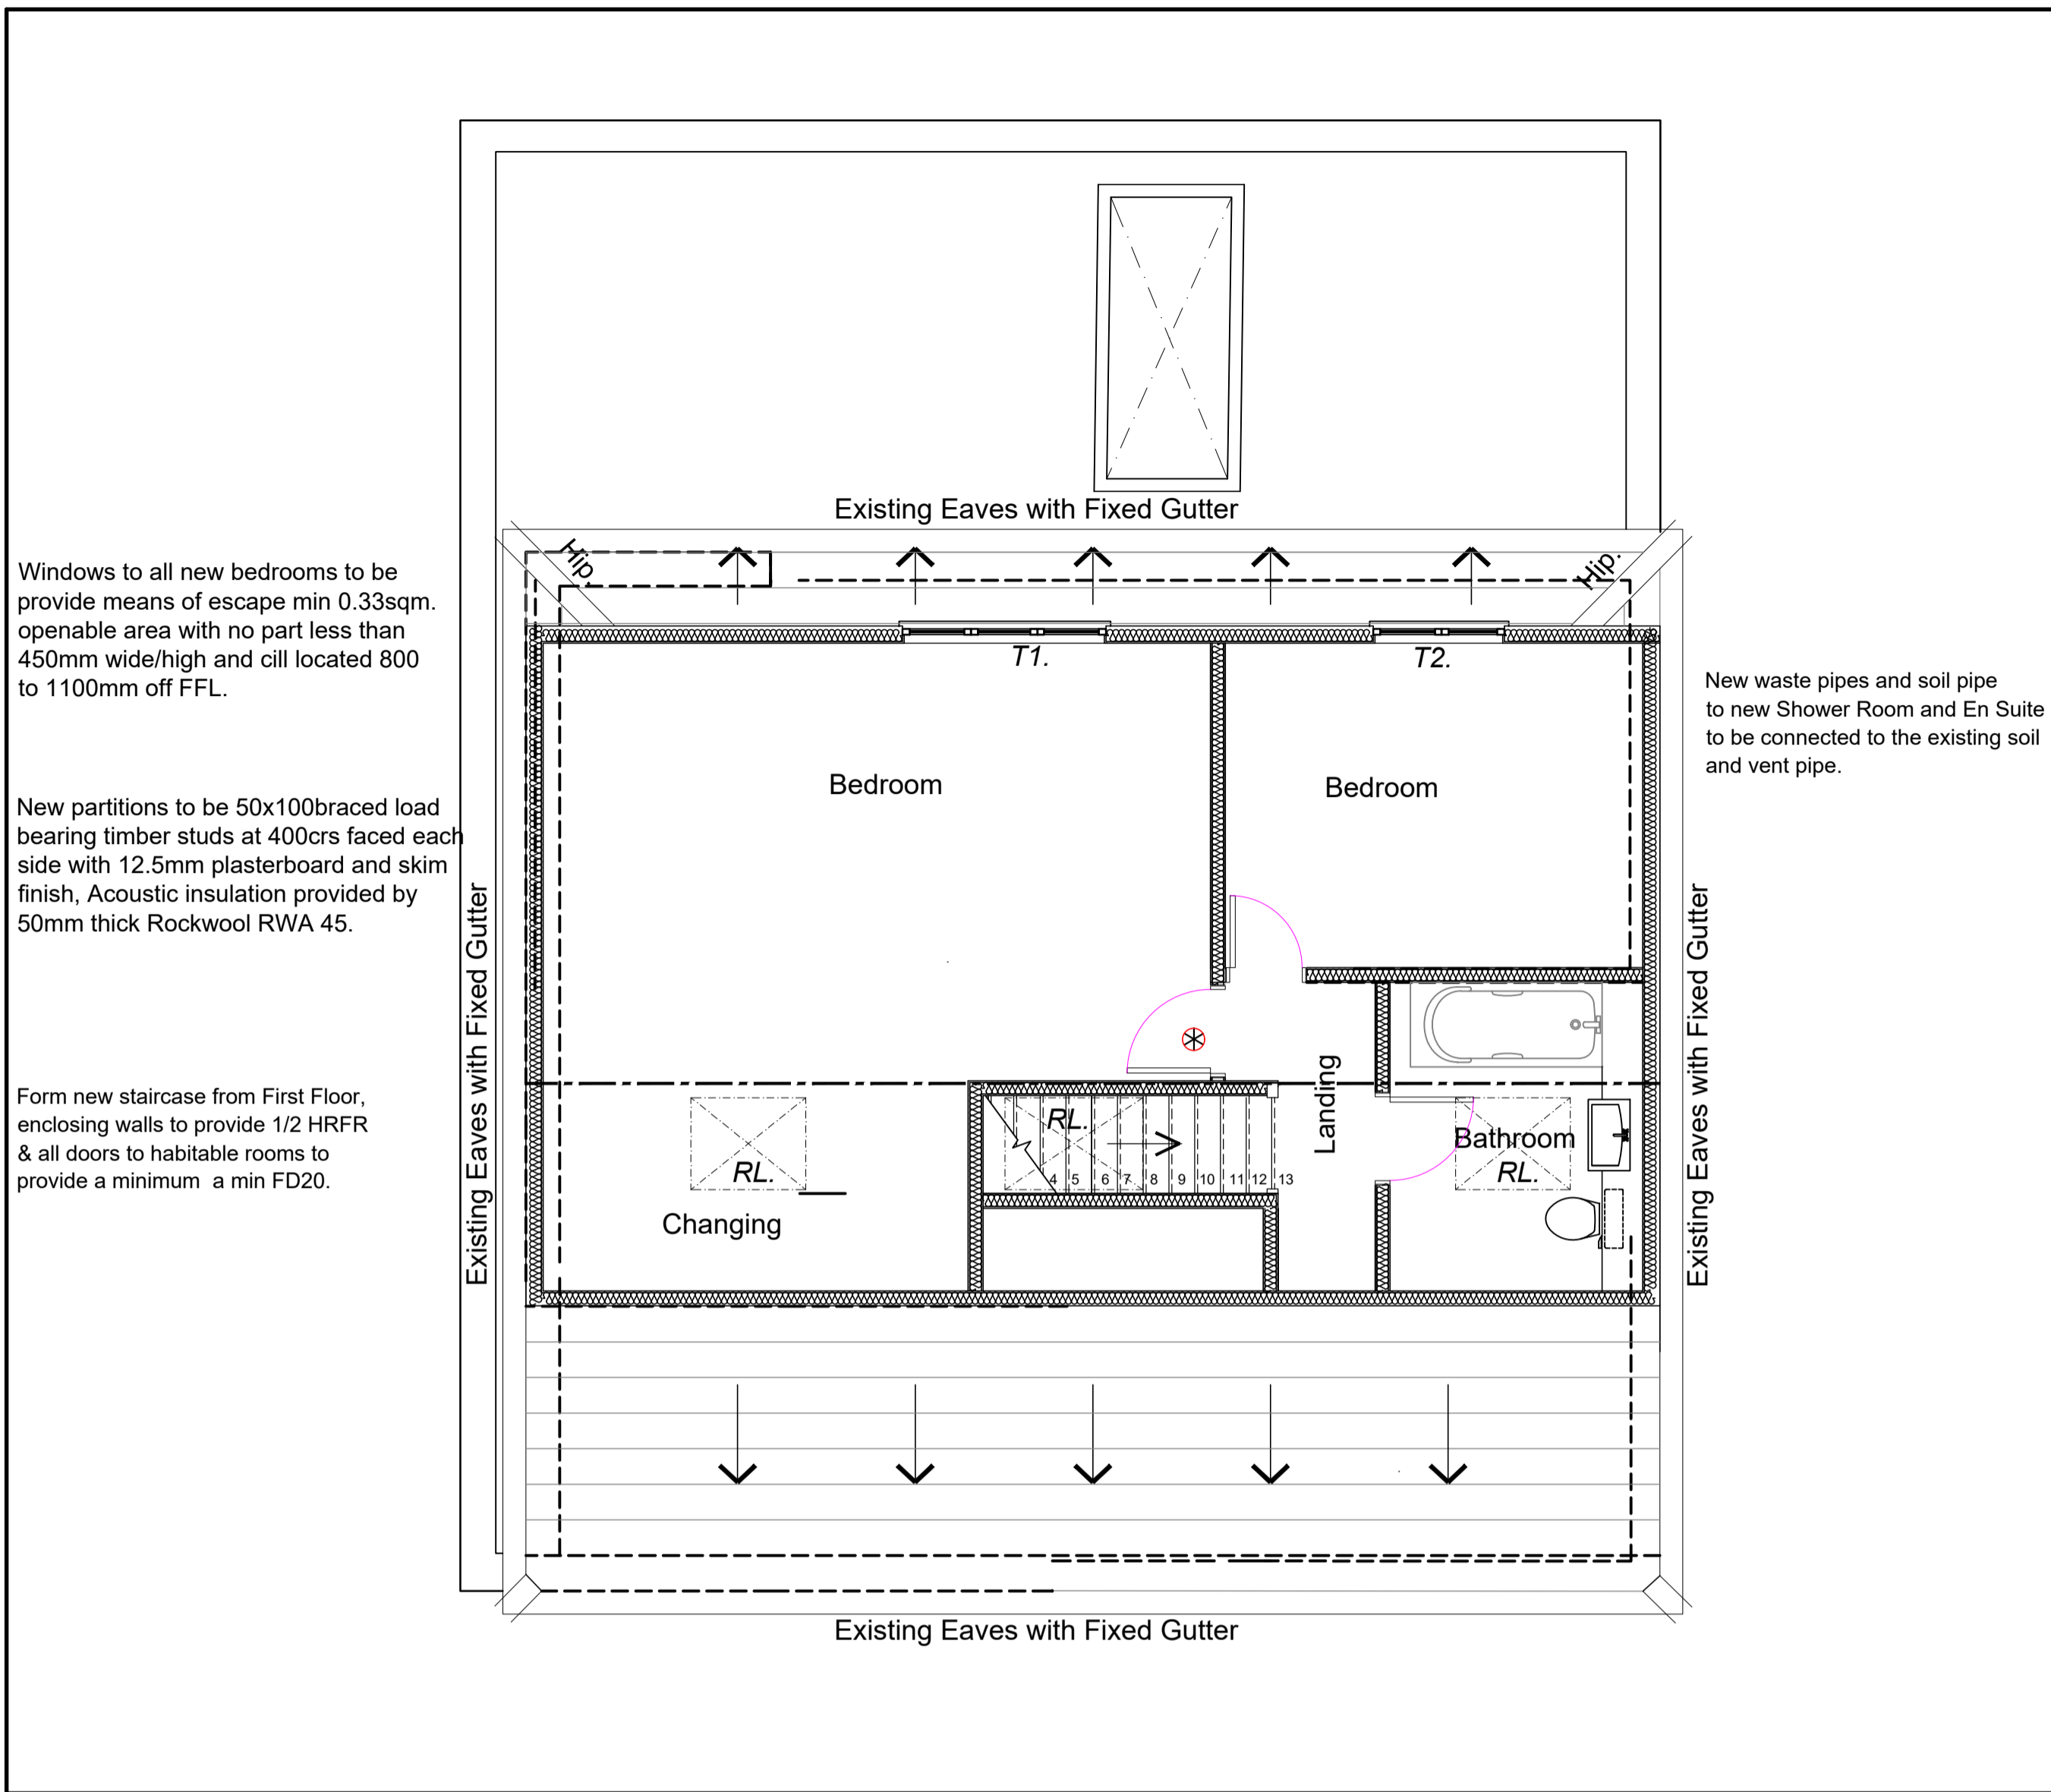 Existing Eaves with Fixed Gutter
Hip.
Hip.
Windows to all new bedrooms to be
provide means of escape min 0.33sqm.
openable area with no part less than
450mm wide/high and cill located 800
to 1100mm off FFL.
T1.
T2.
New waste pipes and soil pipe
to new Shower Room and En Suite
to be connected to the existing soil
and vent pipe.
Bedroom
Bedroom
New partitions to be 50x100braced load
bearing timber studs at 400crs faced each
side with 12.5mm plasterboard and skim
finish, Acoustic insulation provided by
50mm thick Rockwool RWA 45.
Existing Eaves with Fixed Gutter
Existing Eaves with Fixed Gutter
Form new staircase from First Floor,
enclosing walls to provide 1/2 HRFR
& all doors to habitable rooms to
provide a minimum  a min FD20.
Landing
RL.
Bathroom
RL.
RL.
4 5 6 7 8 9 10 11 12 13
Changing
Existing Eaves with Fixed Gutter